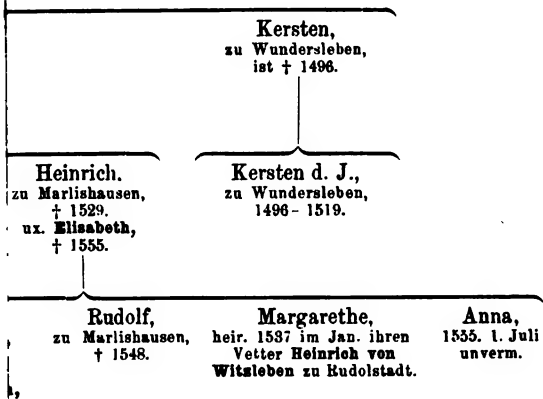 Kersten,
zu Wundersleben,
ist † 1496.
Heinrich.
zu Marlishausen,
† 1529.
ux. Elisabeth,
† 1555.
Kersten d. J.,
zu Wundersleben,
1496-1519.
Rudolf,
zu Marlishausen,
† 1548.
Margarethe,
heir. 1537 im Jan. ihren
Vetter Heinrich von
Witzleben zu Rudolstadt.
Anna,
1555. 1. Juli
unverm.